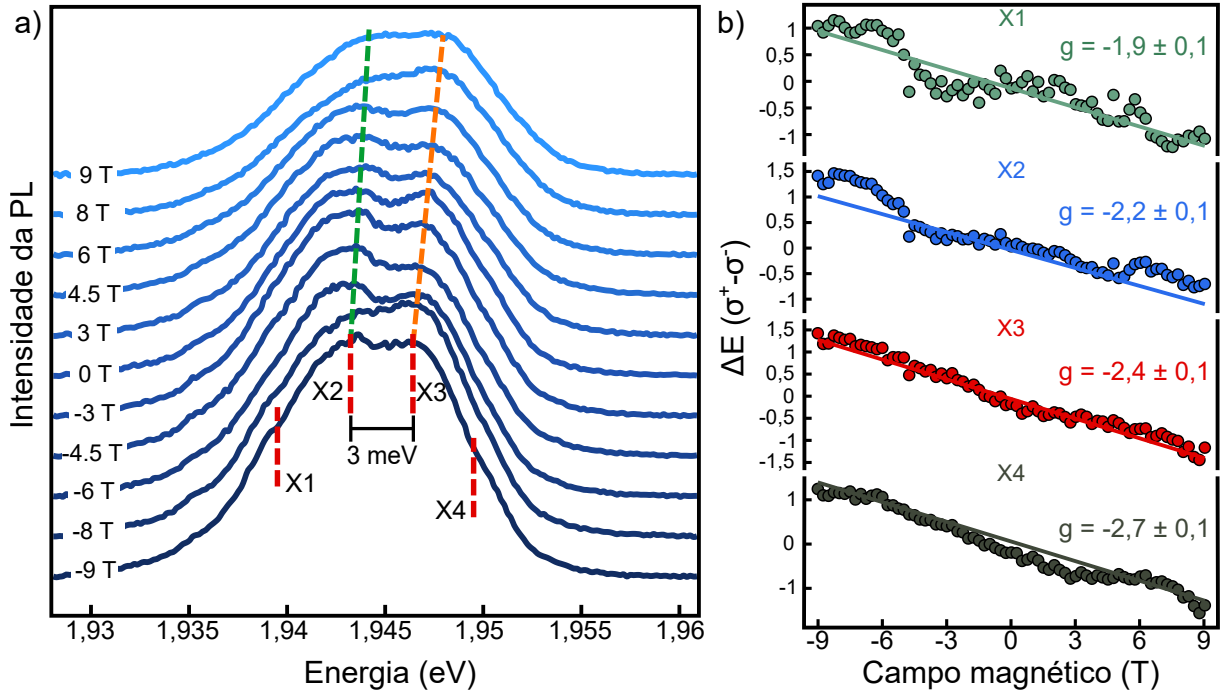 a)
Intensidade da PL
9 T
8 T
6 T
4.5 T
3 T
0 T
-3 T
-4.5 T
-6 T
-8 T
-9 T
X2
X3
3 meV
X1
X4
1,93
1,935
1,94
1,945
1,95
1,955
1,96
Energia (eV)
b)
ΔE (σ⁺-σ⁻)
X1
g = -1,9 ± 0,1
1
0,5
0
-0,5
-1
X2
g = -2,2 ± 0,1
1,5
1
0,5
0
-0,5
-1
X3
g = -2,4 ± 0,1
1,5
1
0,5
0
-0,5
-1
-1,5
X4
g = -2,7 ± 0,1
1
0
-1
-9
-6
-3
0
3
6
9
Campo magnético (T)